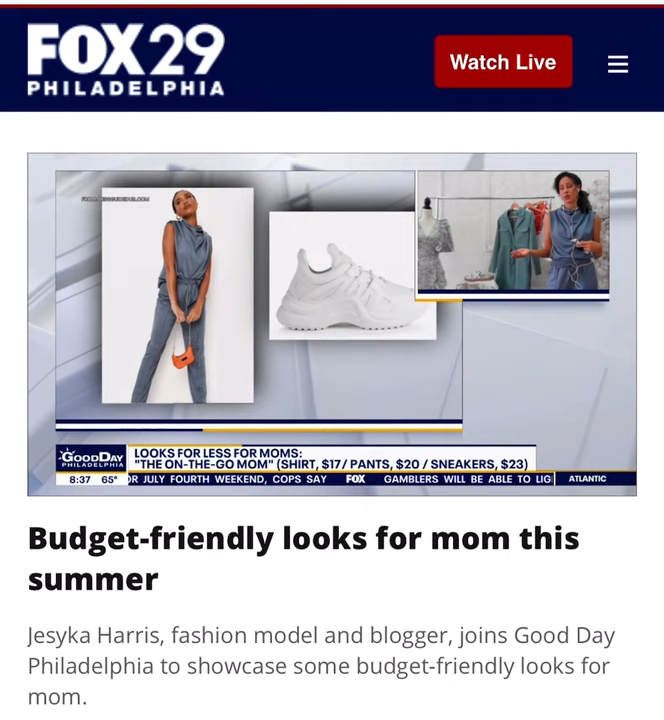 FOX 29
PHILADELPHIA
Watch Live
GOODDAY
PHILADELPHIA
LOOKS FOR LESS FOR MOMS:
"THE ON-THE-GO MOM" (SHIRT, $17/ PANTS, $20 / SNEAKERS, $23)
8:37 65° OR JULY FOURTH WEEKEND, COPS SAY FOX GAMBLERS WILL BE ABLE TO LIG ATLANTIC
Budget-friendly looks for mom this
summer
Jesyka Harris, fashion model and blogger, joins Good Day
Philadelphia to showcase some budget-friendly looks for
mom.